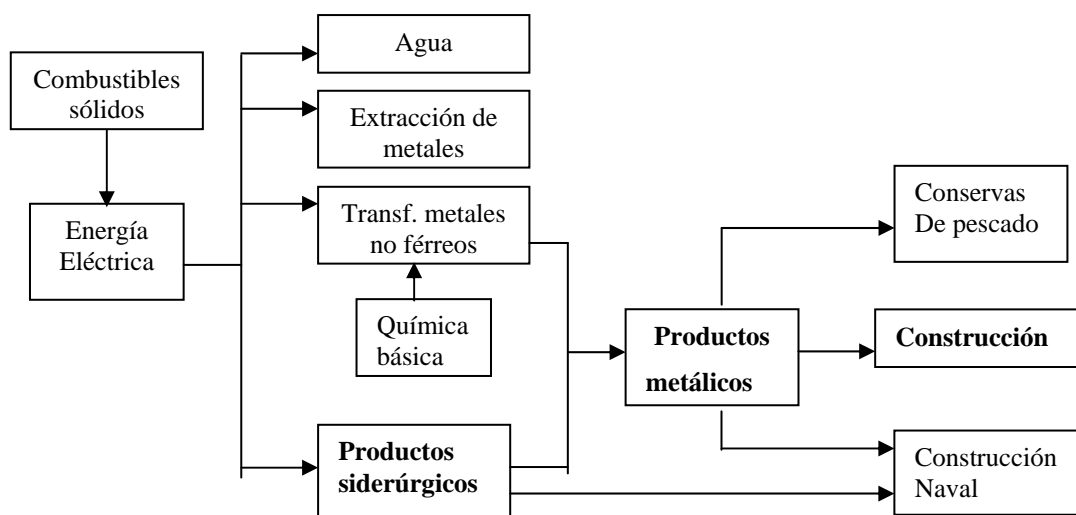 Agua
Combustibles
sólidos
Extracción de
metales
Energía
Eléctrica
Transf. metales
no férreos
Química
básica
Productos
siderúrgicos
Productos
metálicos
Conservas
De pescado
Construcción
Construcción
Naval